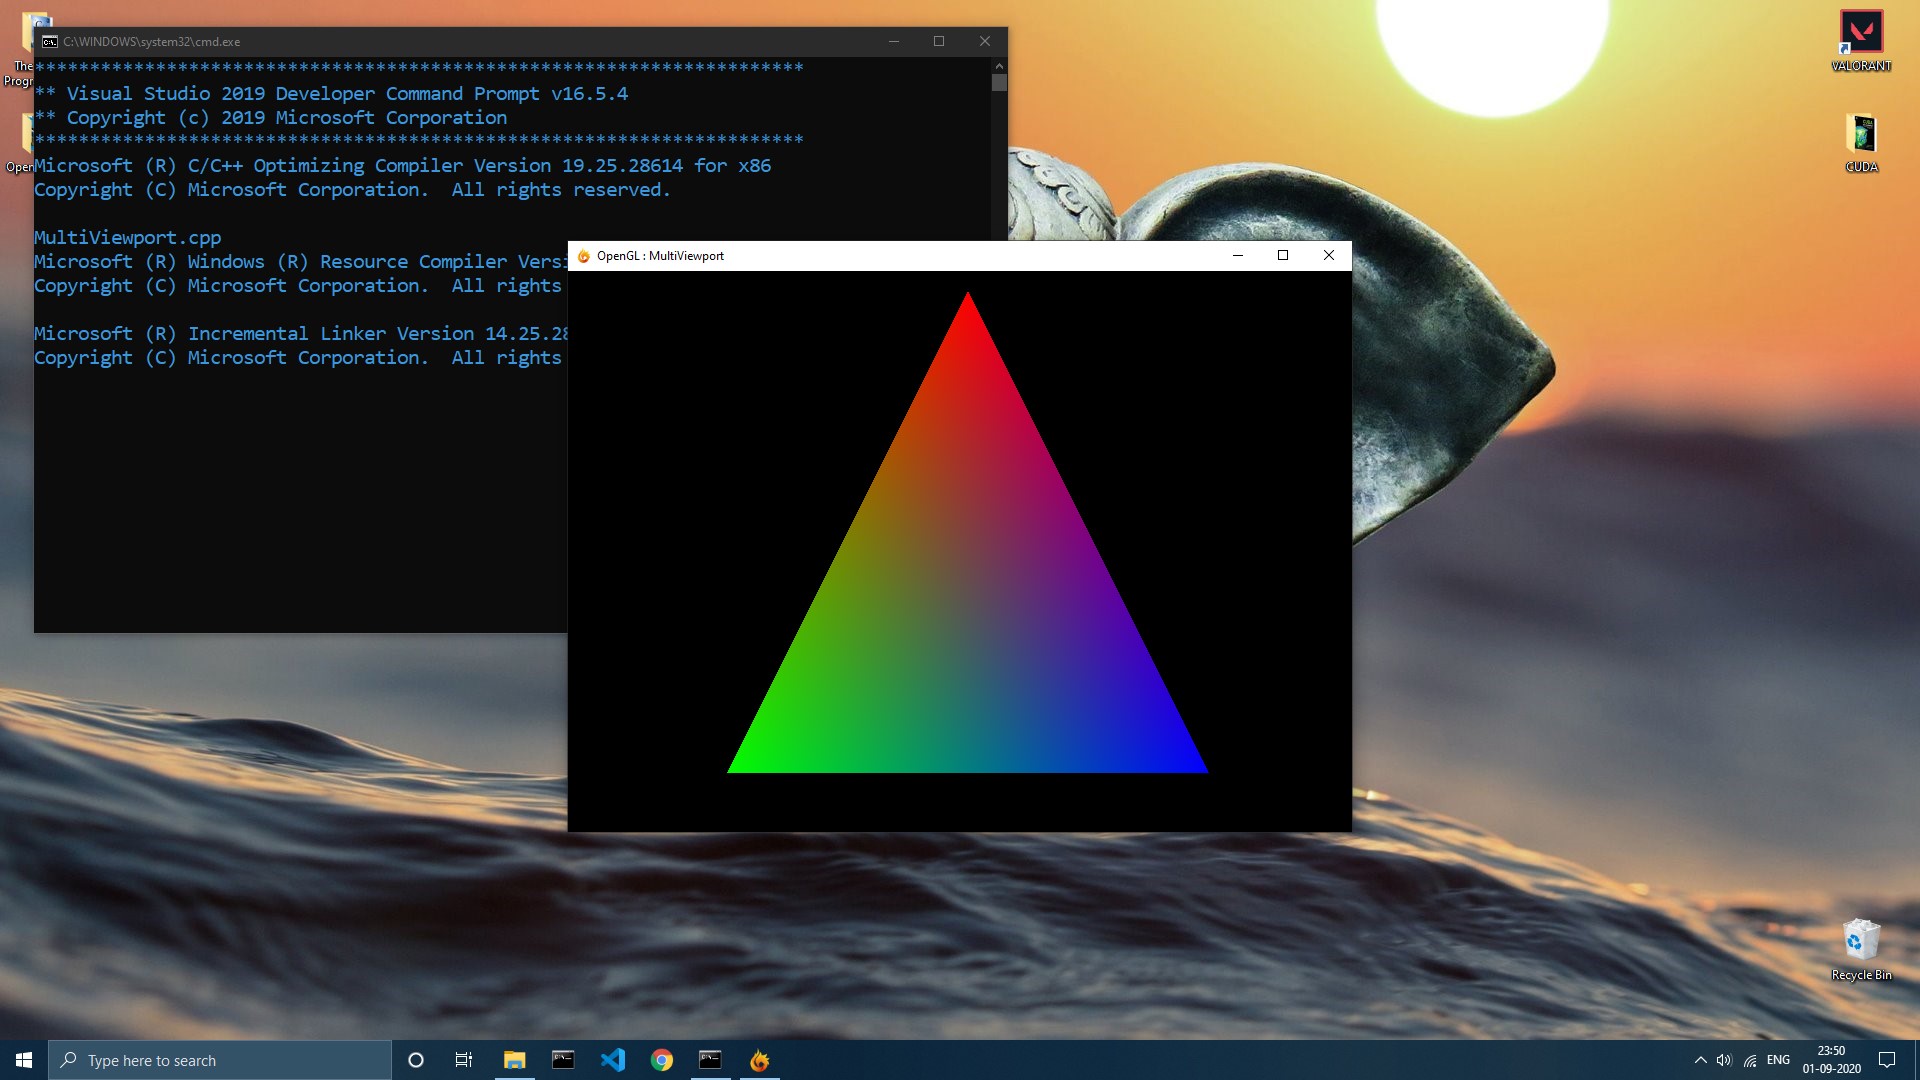 The
Progr
Open
C:\WINDOWS\system32\cmd.exe
**********************************************************************
** Visual Studio 2019 Developer Command Prompt v16.5.4
** Copyright (c) 2019 Microsoft Corporation
**********************************************************************
Microsoft (R) C/C++ Optimizing Compiler Version 19.25.28614 for x86
Copyright (C) Microsoft Corporation.  All rights reserved.
MultiViewport.cpp
Microsoft (R) Windows (R) Resource Compiler Versi
Copyright (C) Microsoft Corporation.  All rights
Microsoft (R) Incremental Linker Version 14.25.28
Copyright (C) Microsoft Corporation.  All rights
OpenGL : MultiViewport
VALORANT
CUDA
Recycle Bin
Type here to search
ENG
23:50
01-09-2020